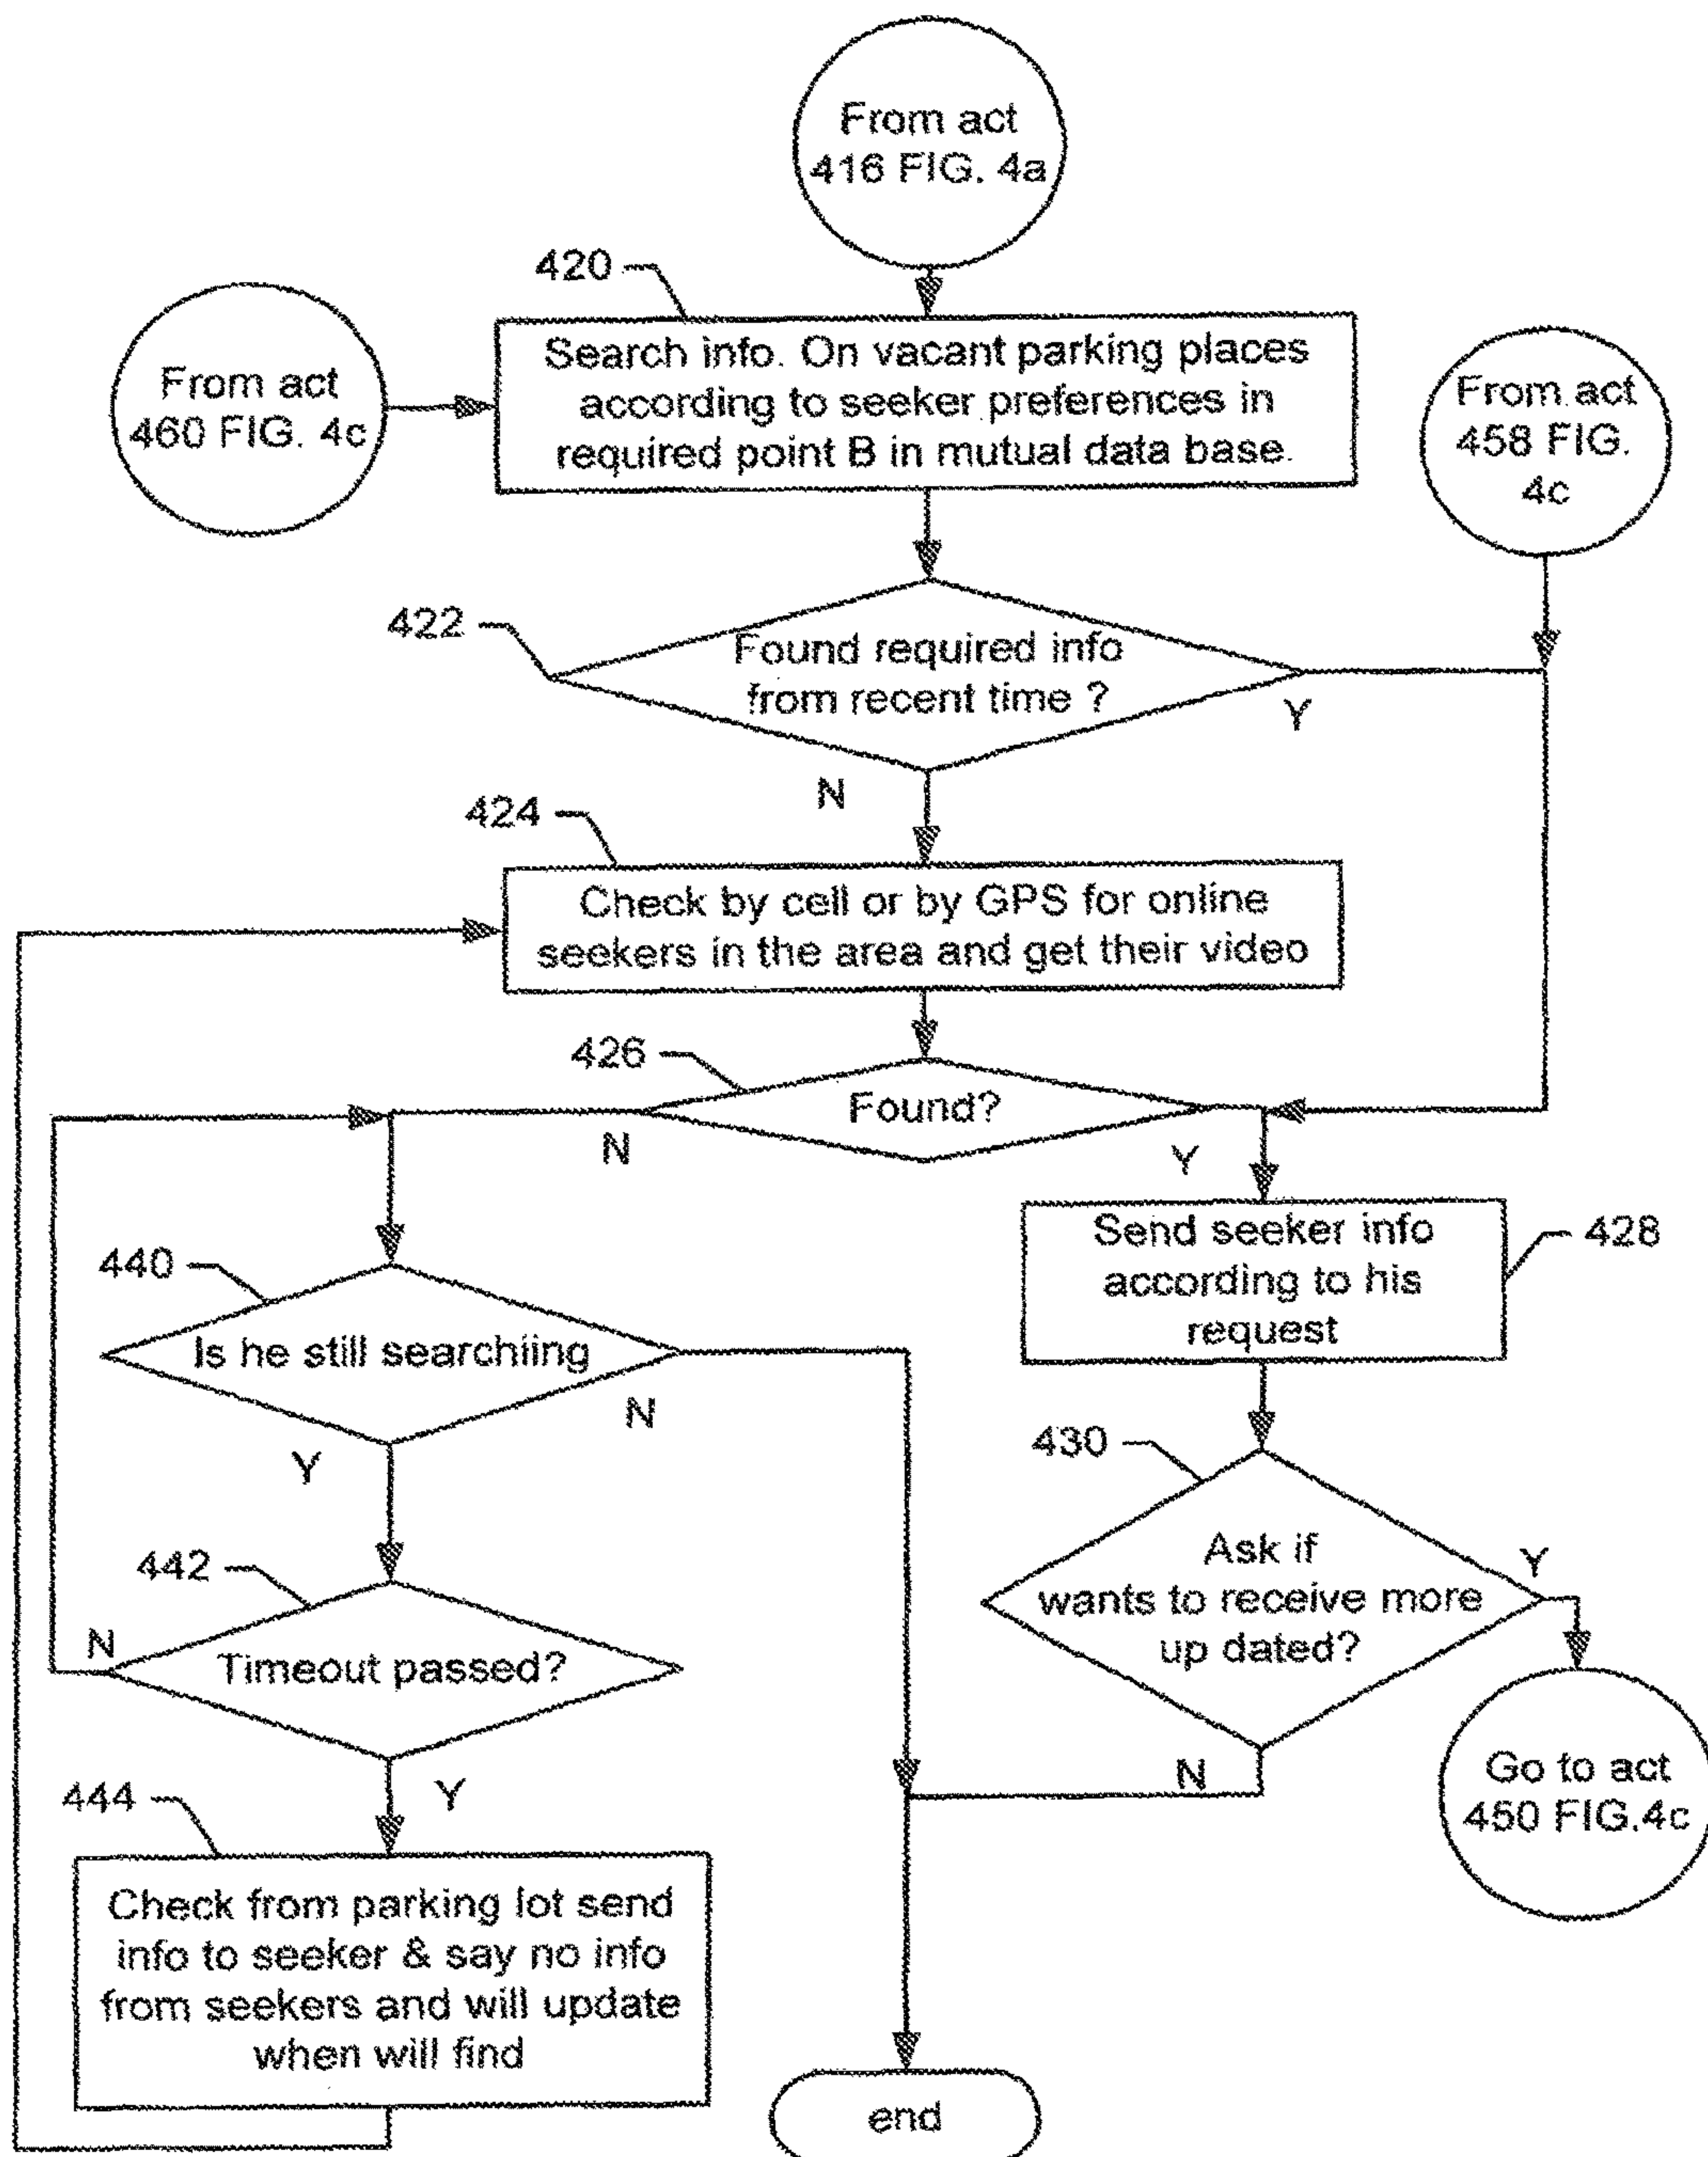 From act
416 FIG. 4a
420
Search info. On vacant parking places
according to seeker preferences in
required point B in mutual data base.
From act
460 FIG. 4c
From act
458 FIG.
4c
422
Found required info
from recent time ?
Y
N
424
Check by cell or by GPS for online
seekers in the area and get their video
426
Found?
N
Y
Send seeker info
according to his
request
428
440
Is he still searchiing
N
Y
430
Ask if
wants to receive more
up dated?
Y
N
442
Timeout passed?
N
Y
Go to act
450 FIG.4c
444
Check from parking lot send
info to seeker & say no info
from seekers and will update
when will find
end